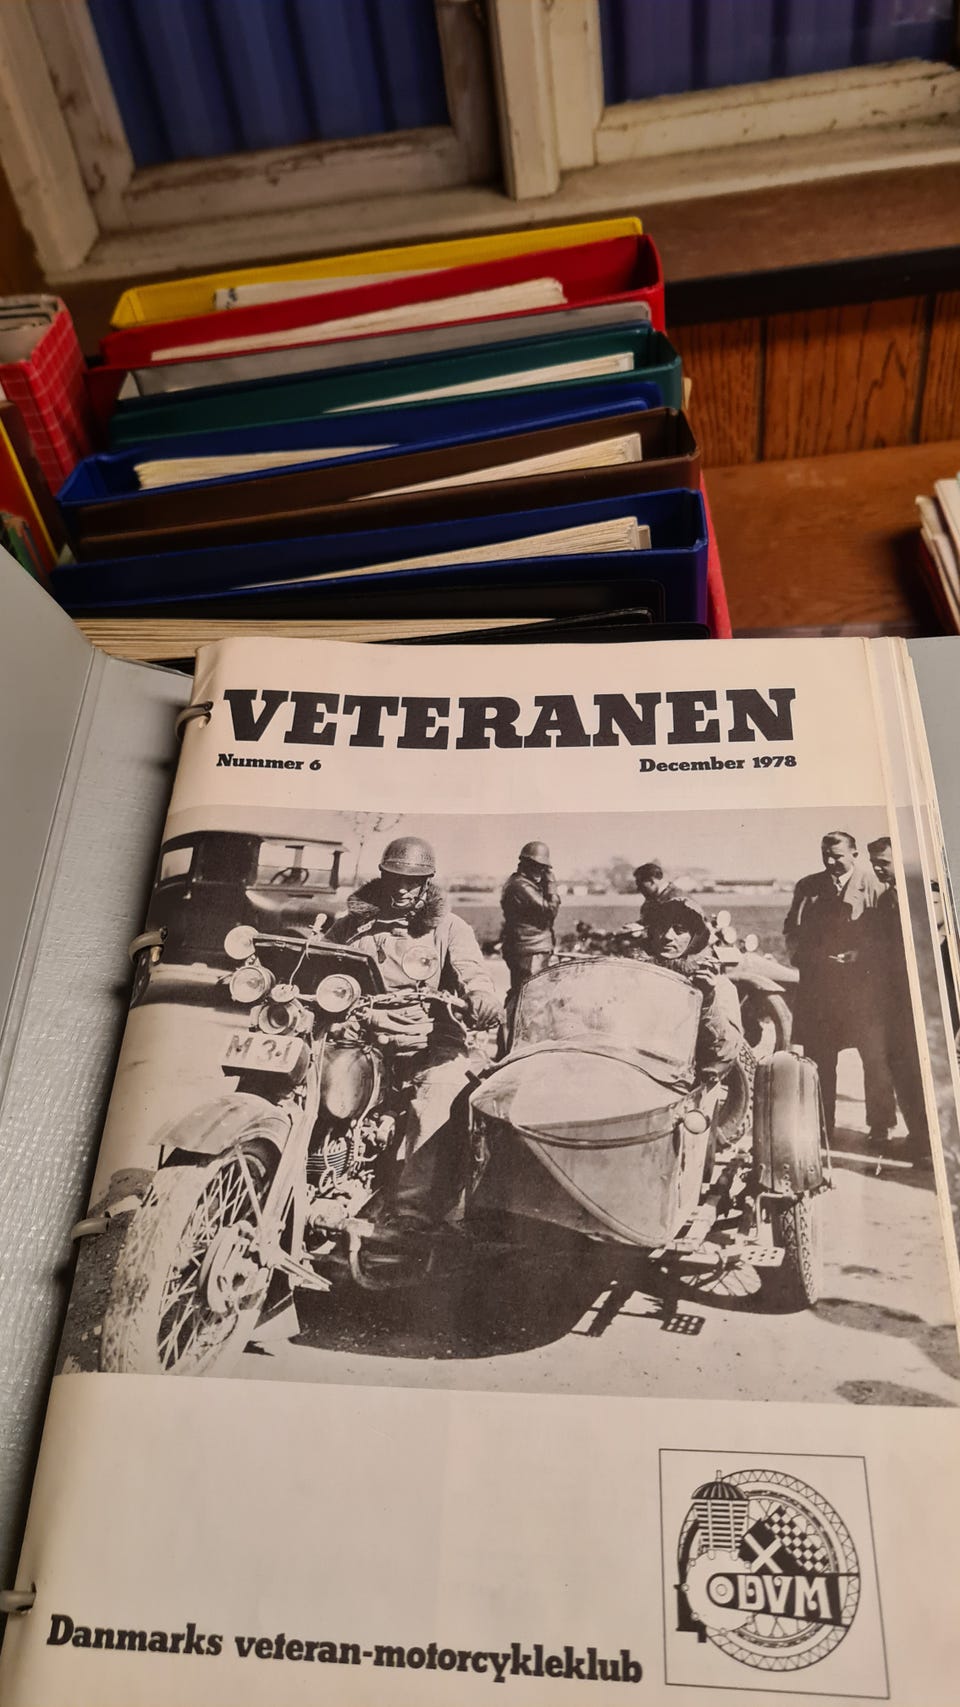 VETERANEN
Nummer 6
December 1978
M 31
DVM
Danmarks veteran-motorcykleklub